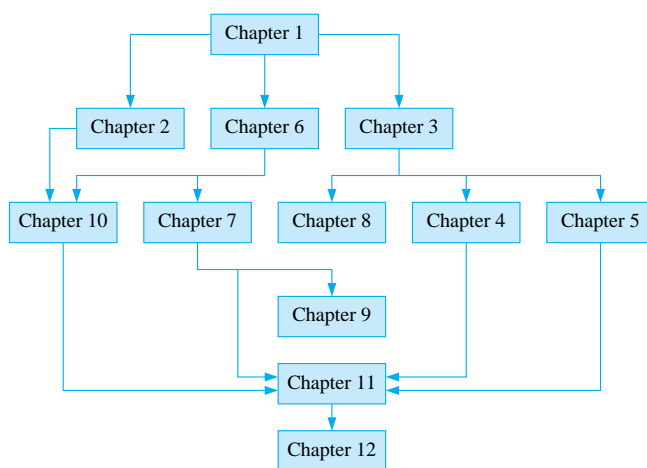 Chapter 1
Chapter 2
Chapter 6
Chapter 3
Chapter 10
Chapter 7
Chapter 8
Chapter 4
Chapter 5
Chapter 9
Chapter 11
Chapter 12